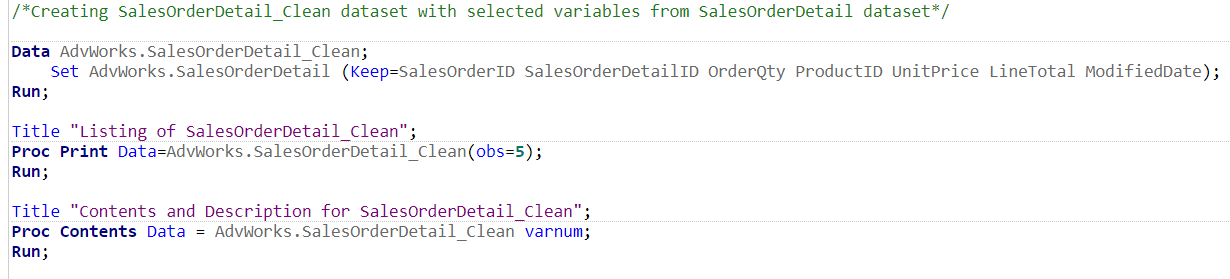 /*Creating SalesOrderDetail_Clean dataset with selected variables from SalesOrderDetail dataset*/
Data AdvWorks.SalesOrderDetail_Clean;
Set AdvWorks.SalesOrderDetail (Keep=SalesOrderID SalesOrderDetailID OrderQty ProductID UnitPrice LineTotal ModifiedDate);
Run;
Title "Listing of SalesOrderDetail_Clean";
Proc Print Data=AdvWorks.SalesOrderDetail_Clean(obs=5);
Run;
Title "Contents and Description for SalesOrderDetail_Clean";
Proc Contents Data = AdvWorks.SalesOrderDetail_Clean varnum;
Run;